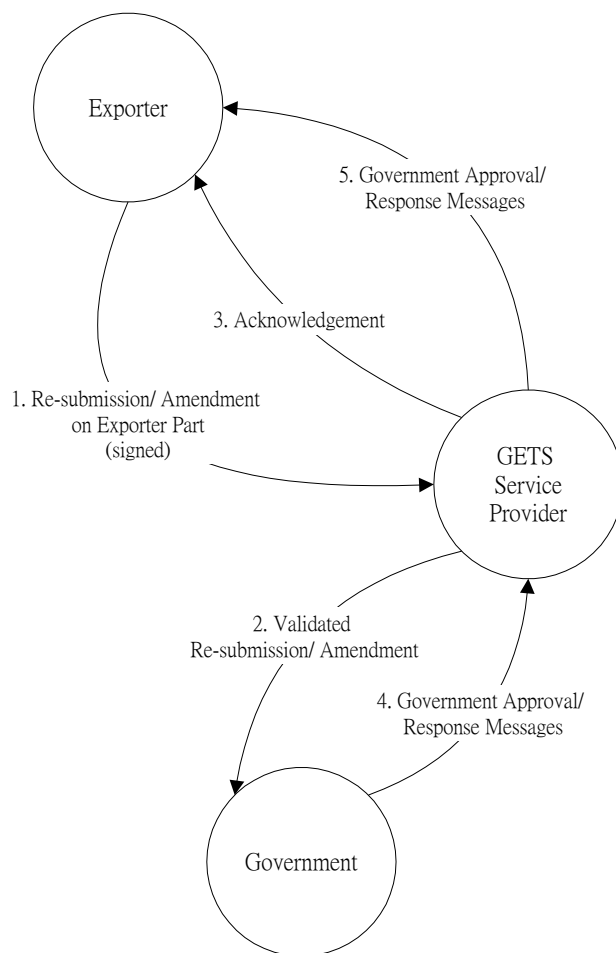 Exporter
5. Government Approval/
Response Messages
3. Acknowledgement
1. Re-submission/ Amendment
on Exporter Part
(signed)
GETS
Service
Provider
2. Validated
Re-submission/ Amendment
4. Government Approval/
Response Messages
Government